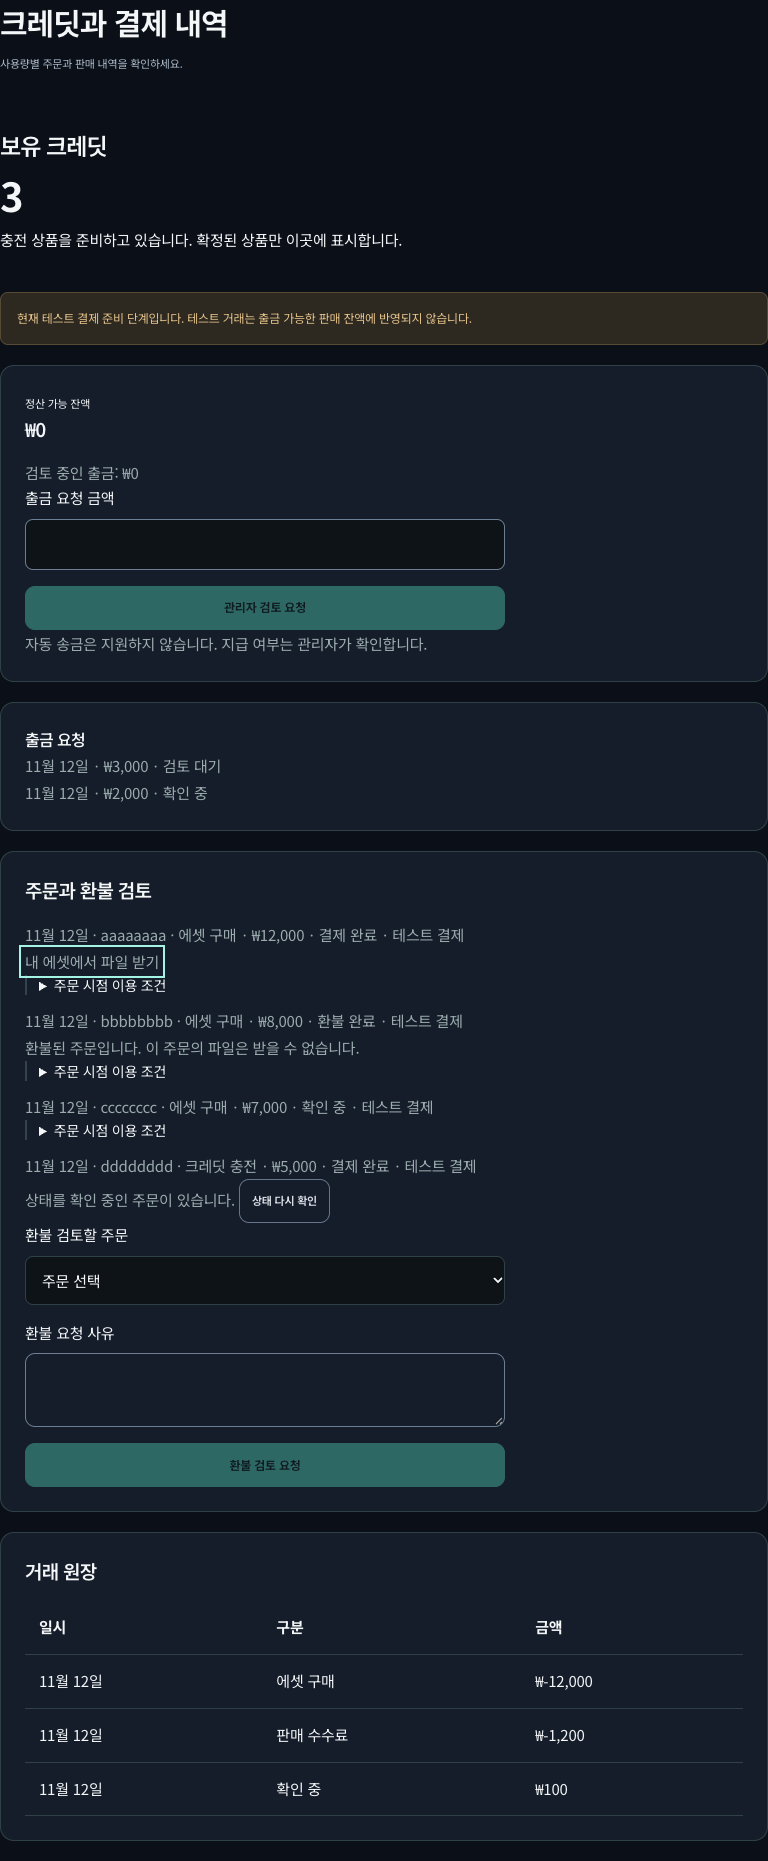 크레딧과 결제 내역
사용량별 주문과 판매 내역을 확인하세요.
보유 크레딧
3
충전 상품을 준비하고 있습니다. 확정된 상품만 이곳에 표시합니다.
현재 테스트 결제 준비 단계입니다. 테스트 거래는 출금 가능한 판매 잔액에 반영되지 않습니다.
정산 가능 잔액
₩0
검토 중인 출금: ₩0
출금 요청 금액
관리자 검토 요청
자동 송금은 지원하지 않습니다. 지급 여부는 관리자가 확인합니다.
출금 요청
11월 12일 · ₩3,000 · 검토 대기
11월 12일 · ₩2,000 · 확인 중
주문과 환불 검토
11월 12일 · aaaaaaaa · 에셋 구매 · ₩12,000 · 결제 완료 · 테스트 결제
내 에셋에서 파일 받기
▶ 주문 시점 이용 조건
11월 12일 · bbbbbbbb · 에셋 구매 · ₩8,000 · 환불 완료 · 테스트 결제
환불된 주문입니다. 이 주문의 파일은 받을 수 없습니다.
▶ 주문 시점 이용 조건
11월 12일 · cccccccc · 에셋 구매 · ₩7,000 · 확인 중 · 테스트 결제
▶ 주문 시점 이용 조건
11월 12일 · dddddddd · 크레딧 충전 · ₩5,000 · 결제 완료 · 테스트 결제
상태를 확인 중인 주문이 있습니다. 상태 다시 확인
환불 검토할 주문
주문 선택
환불 요청 사유
환불 검토 요청
거래 원장
일시 구분 금액
11월 12일 에셋 구매 ₩-12,000
11월 12일 판매 수수료 ₩-1,200
11월 12일 확인 중 ₩100